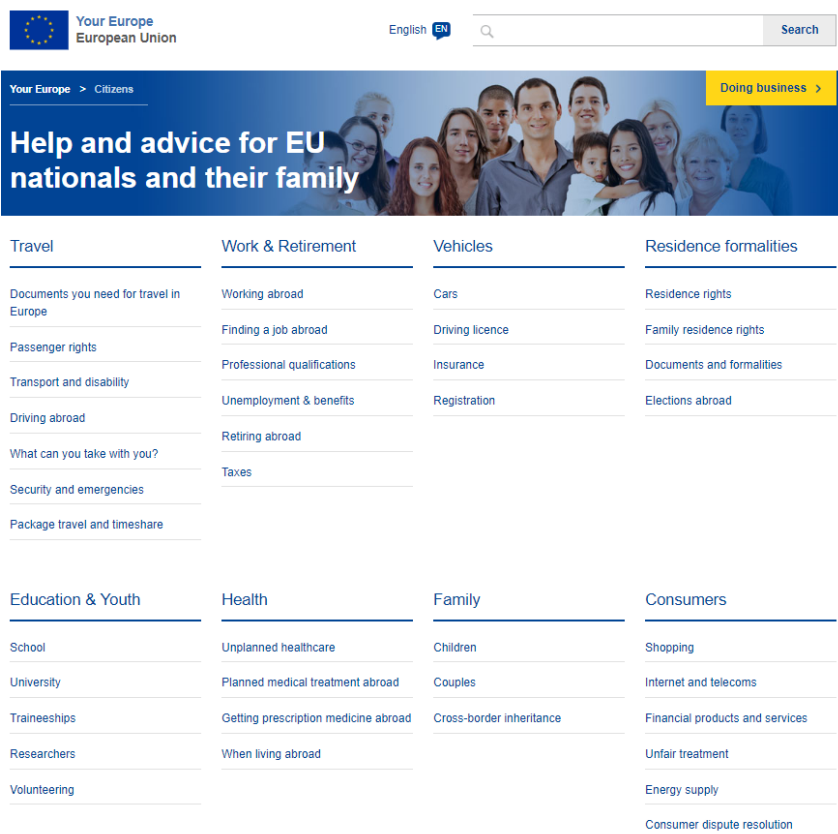 Your Europe
European Union
English EN
Search
Your Europe > Citizens
Doing business >
Help and advice for EU
nationals and their family
Travel
Documents you need for travel in
Europe
Passenger rights
Transport and disability
Driving abroad
What can you take with you?
Security and emergencies
Package travel and timeshare
Work & Retirement
Working abroad
Finding a job abroad
Professional qualifications
Unemployment & benefits
Retiring abroad
Taxes
Vehicles
Cars
Driving licence
Insurance
Registration
Residence formalities
Residence rights
Family residence rights
Documents and formalities
Elections abroad
Education & Youth
School
University
Traineeships
Researchers
Volunteering
Health
Unplanned healthcare
Planned medical treatment abroad
Getting prescription medicine abroad
When living abroad
Family
Children
Couples
Cross-border inheritance
Consumers
Shopping
Internet and telecoms
Financial products and services
Unfair treatment
Energy supply
Consumer dispute resolution